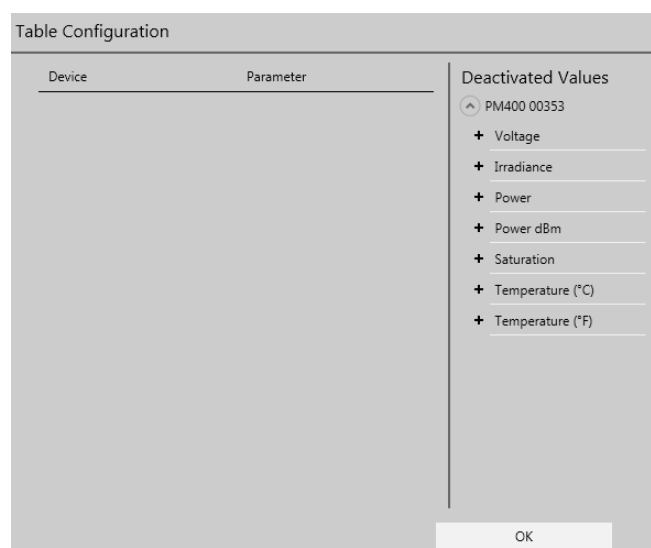 Table Configuration
Device Parameter
Deactivated Values
PM400 00353
+ Voltage
+ Irradiance
+ Power
+ Power dBm
+ Saturation
+ Temperature (°C)
+ Temperature (°F)
OK